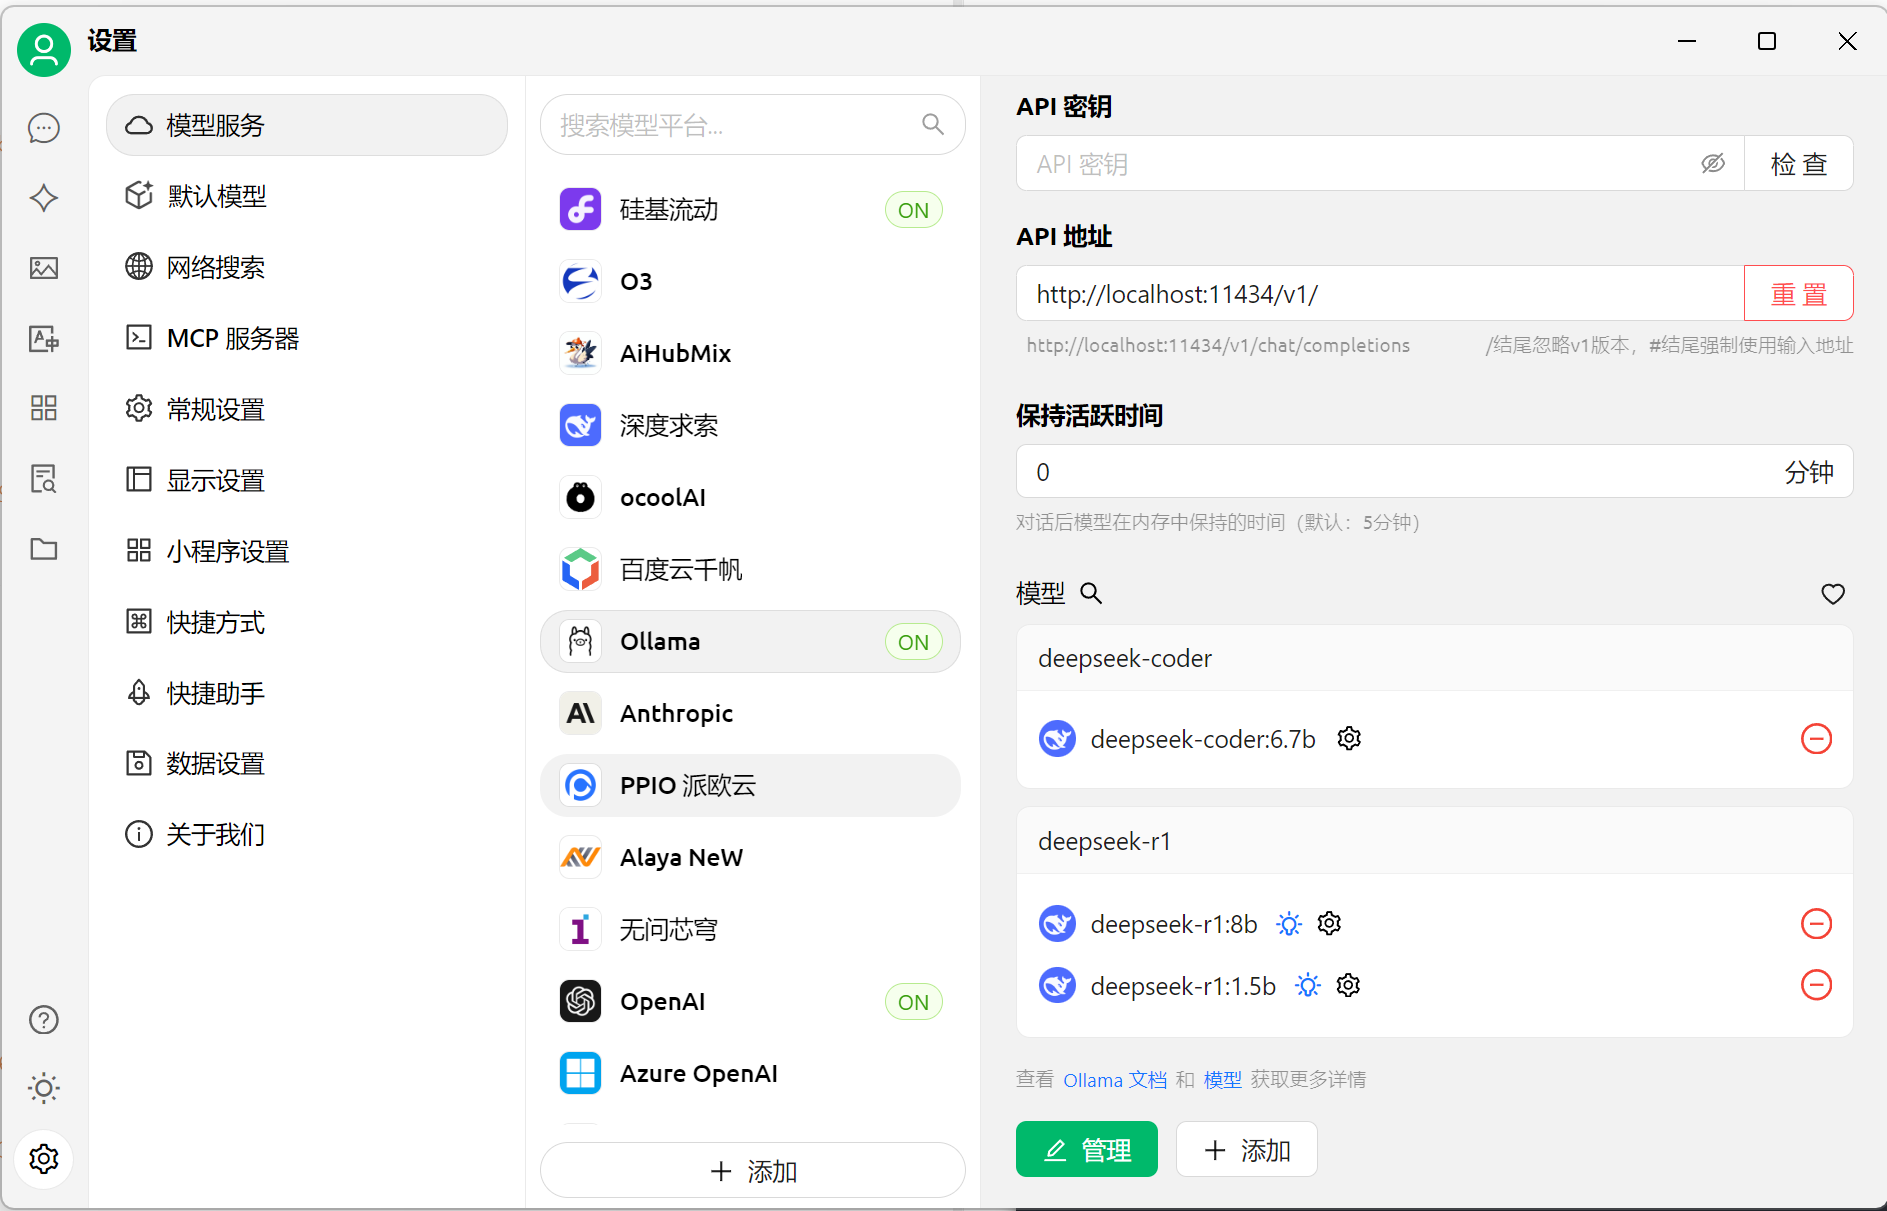 设置
模型服务
默认模型
网络搜索
MCP 服务器
常规设置
显示设置
小程序设置
快捷方式
快捷助手
数据设置
关于我们
搜索模型平台...
硅基流动 ON
O3
AiHubMix
深度求索
ocoolAI
百度云千帆
Ollama ON
Anthropic
PPIO 派欧云
Alaya NeW
无问芯穹
OpenAI ON
Azure OpenAI
添加
API 密钥
API 密钥 检查
API 地址
http://localhost:11434/v1/ 重置
http://localhost:11434/v1/chat/completions /结尾忽略v1版本，#结尾强制使用输入地址
保持活跃时间
0 分钟
对话后模型在内存中保持的时间（默认：5分钟）
模型
deepseek-coder
deepseek-coder:6.7b
deepseek-r1
deepseek-r1:8b
deepseek-r1:1.5b
查看 Ollama 文档 和 模型 获取更多详情
管理 添加